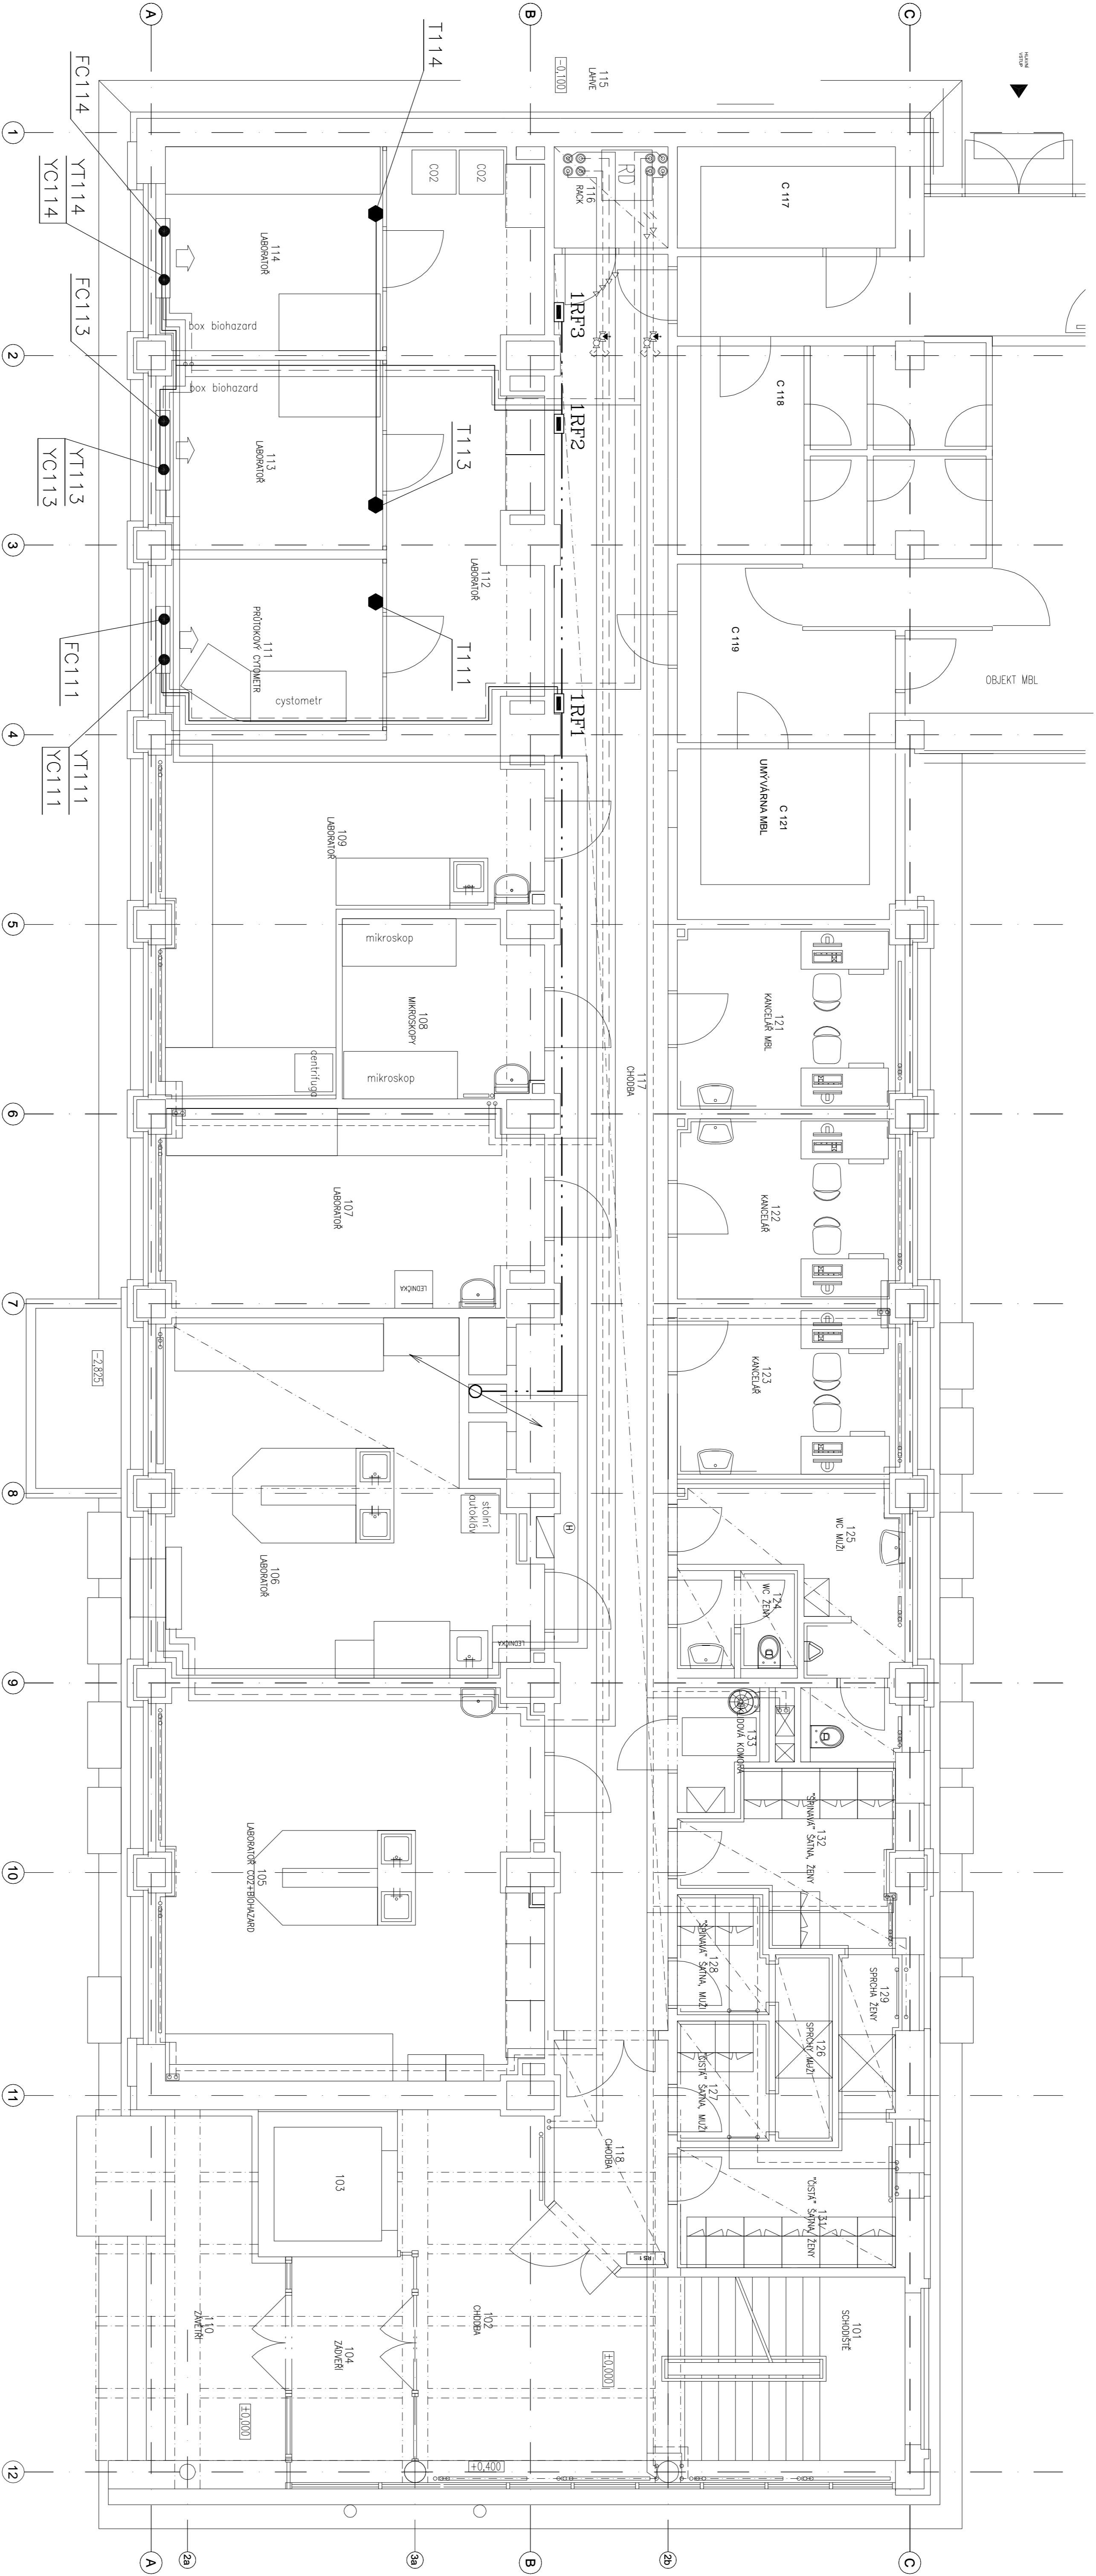 A
B
C
HLAVNÍ
VSTUP
T114
-0,100
115
LAHVE
FC114
1
YT114
YC114
CO2
CO2
RD
116
RACK
C 117
114
LABORATOŘ
FC113
box biohazard
1RF3
2
box biohazard
C 118
1RF2
T113
113
LABORATOŘ
YT113
YC113
3
112
LABORATOŘ
T111
111
PRŮTOKOVÝ CYTOMETR
C 119
FC111
OBJEKT MBL
cystometr
1RF1
4
YT111
YC111
UMÝVÁRNA MBL
C 121
109
LABORATOŘ
5
mikroskop
108
MIKROSKOPY
121
KANCELÁŘ MBL
centrifuga
mikroskop
117
CHODBA
6
107
LABORATOŘ
122
KANCELÁŘ
LEDNIČKA
7
-2,825
123
KANCELÁŘ
8
stolní
autokláv
H
125
WC MUŽI
106
LABORATOŘ
124
WC ŽENY
LEDNIČKA
9
133
ÚKLIDOVÁ KOMORA
132
"ŠPINAVÁ" ŠATNA, ŽENY
10
105
LABORATOŘ CO2+BIOHAZARD
128
"ŠPINAVÁ" ŠATNA, MUŽI
129
SPRCHA ŽENY
126
SPRCHY MUŽI
127
"ČISTÁ" ŠATNA, MUŽI
11
118
CHODBA
103
131
"ČISTÁ" ŠATNA, ŽENY
RS1
110
ZÁVĚTŘÍ
104
ZÁDVEŘÍ
102
CHODBA
101
SCHODIŠTĚ
±0,000
±0,000
12
+0,400
A
2a
3a
B
2b
C